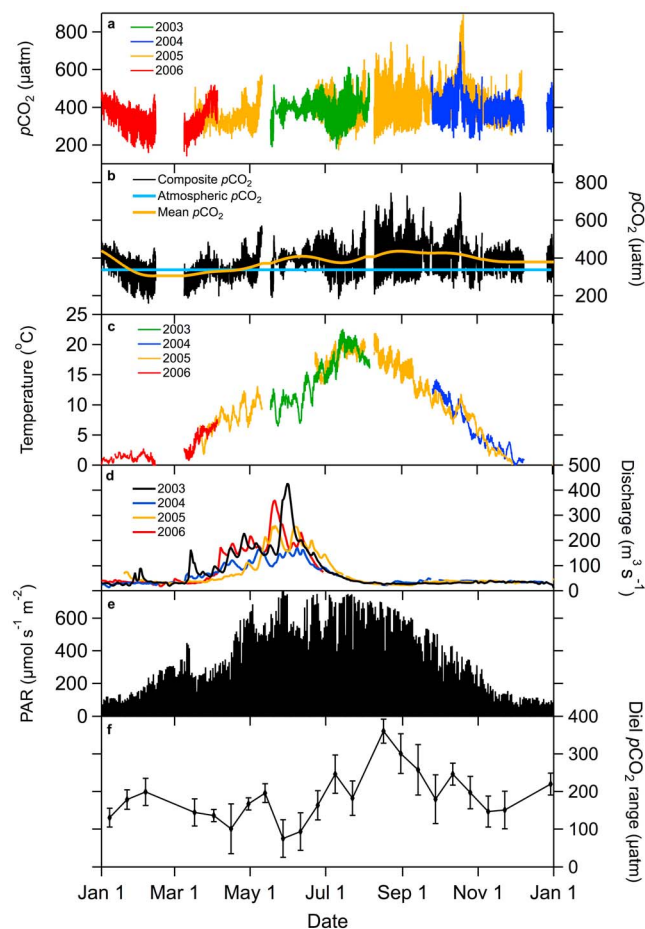 a
2003
2004
2005
2006
800
600
400
200
pCO₂
(µatm)
b
Composite pCO₂
Atmospheric pCO₂
Mean pCO₂
800
600
400
200
pCO₂
(µatm)
c
2003
2004
2005
2006
25
20
15
10
5
0
Temperature (°C)
d
2003
2004
2005
2006
500
400
300
200
100
0
Discharge
(m³ s⁻¹)
e
600
400
200
0
PAR (µmol s⁻¹ m⁻²)
f
400
300
200
100
0
Diel pCO₂ range
(µatm)
Jan 1 Mar 1 May 1 Jul 1 Sep 1 Nov 1 Jan 1
Date